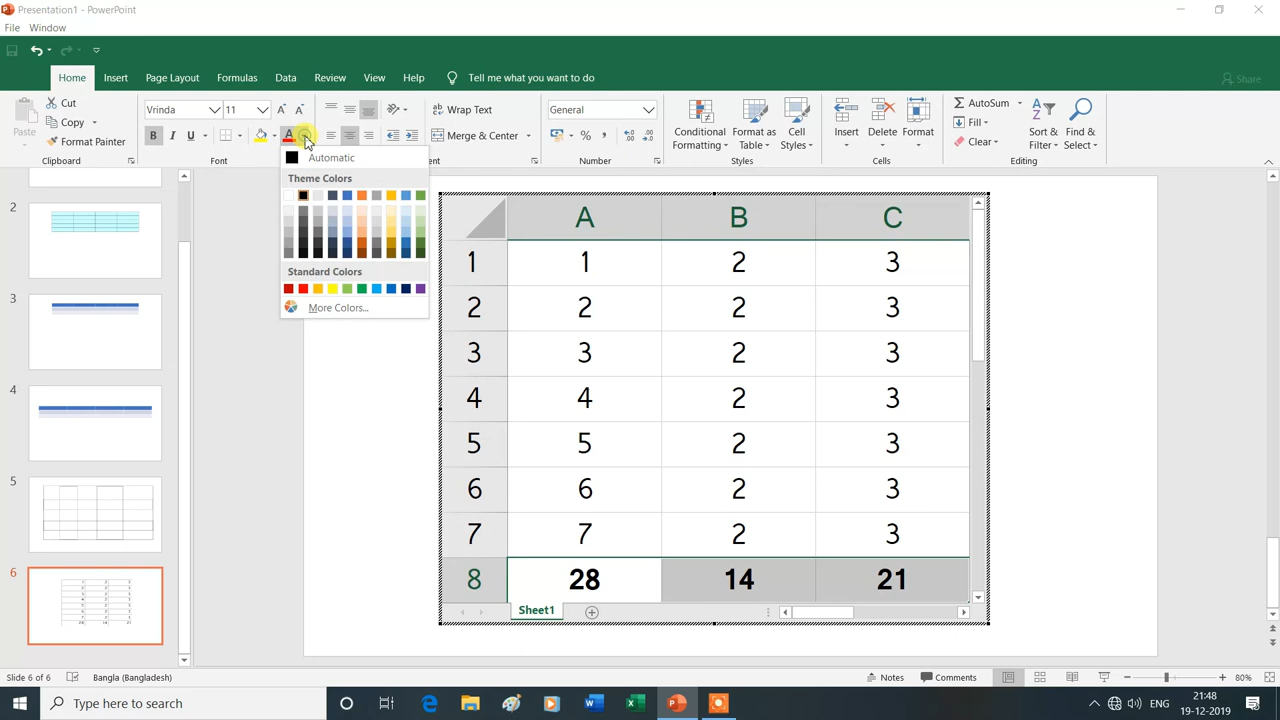 Presentation1 - PowerPoint
File Window
Home Insert Page Layout Formulas Data Review View Help Tell me what you want to do Share
Paste
Cut
Copy
Format Painter
Clipboard
Vrinda 11
B I U
Font
Wrap Text
Merge & Center
General
%
Number
Conditional Formatting
Format as Table
Cell Styles
Styles
Insert Delete Format
Cells
AutoSum
Fill
Clear
Sort & Filter
Find & Select
Editing
Automatic
Theme Colors
Standard Colors
More Colors...
2
3
4
5
6
A B C
1 1 2 3
2 2 2 3
3 3 2 3
4 4 2 3
5 5 2 3
6 6 2 3
7 7 2 3
8 28 14 21
Sheet1
Slide 6 of 6 Bangla (Bangladesh) Notes Comments 80%
Type here to search
ENG
21:48
19-12-2019